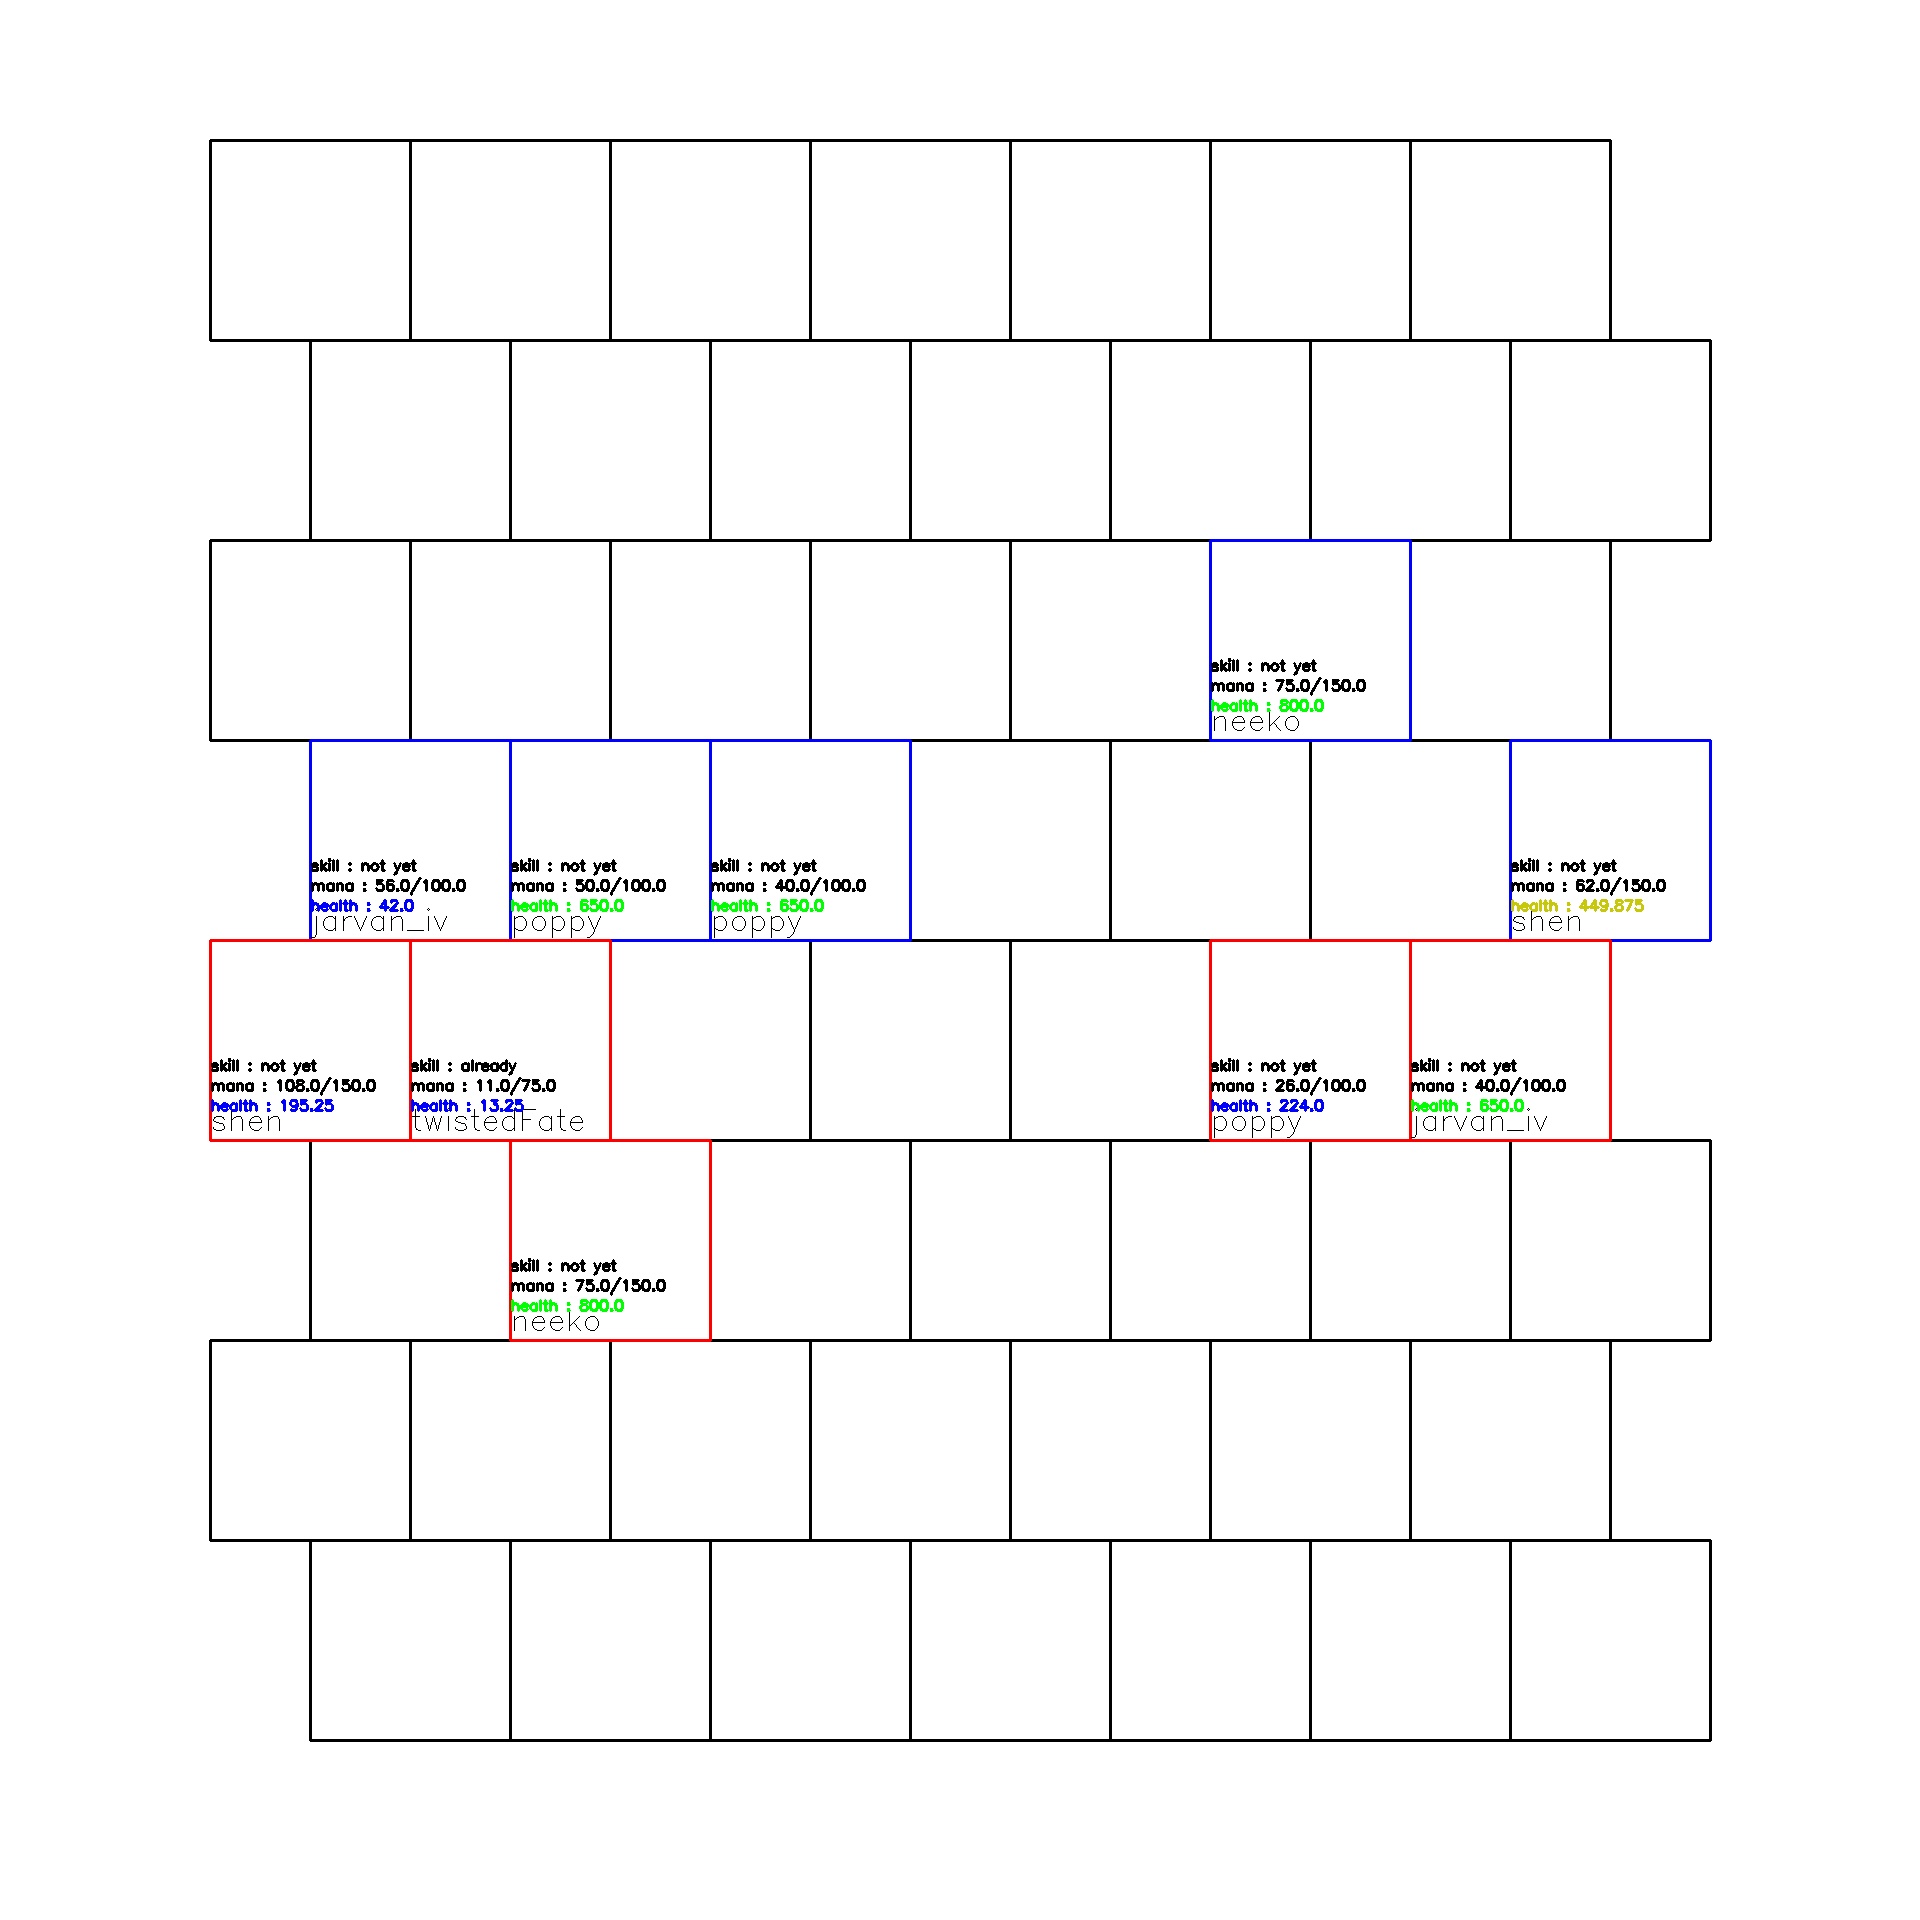 skill : not yet
mana : 75.0/150.0
health : 800.0
neeko
skill : not yet
mana : 56.0/100.0
health : 42.0
jarvan_iv
skill : not yet
mana : 50.0/100.0
health : 650.0
poppy
skill : not yet
mana : 40.0/100.0
health : 650.0
poppy
skill : not yet
mana : 62.0/150.0
health : 449.875
shen
skill : not yet
mana : 108.0/150.0
health : 195.25
shen
skill : already
mana : 11.0/75.0
health : 13.25
twistedFate
skill : not yet
mana : 26.0/100.0
health : 224.0
poppy
skill : not yet
mana : 40.0/100.0
health : 650.0
jarvan_iv
skill : not yet
mana : 75.0/150.0
health : 800.0
neeko